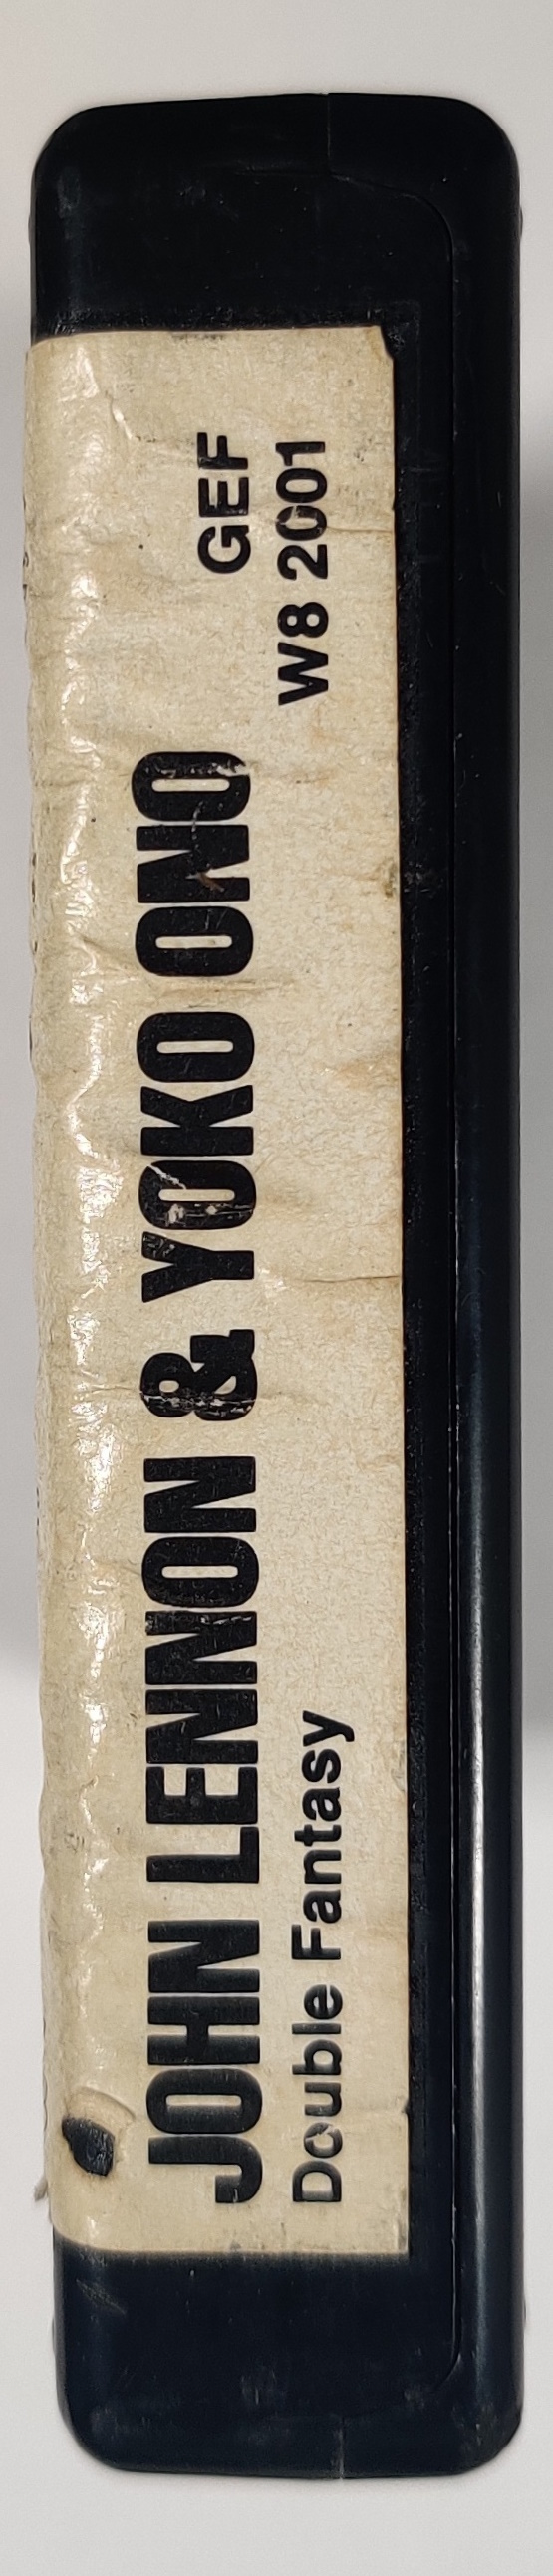 JOHN LENNON & YOKO ONO
GEF
Double Fantasy
W8 2001